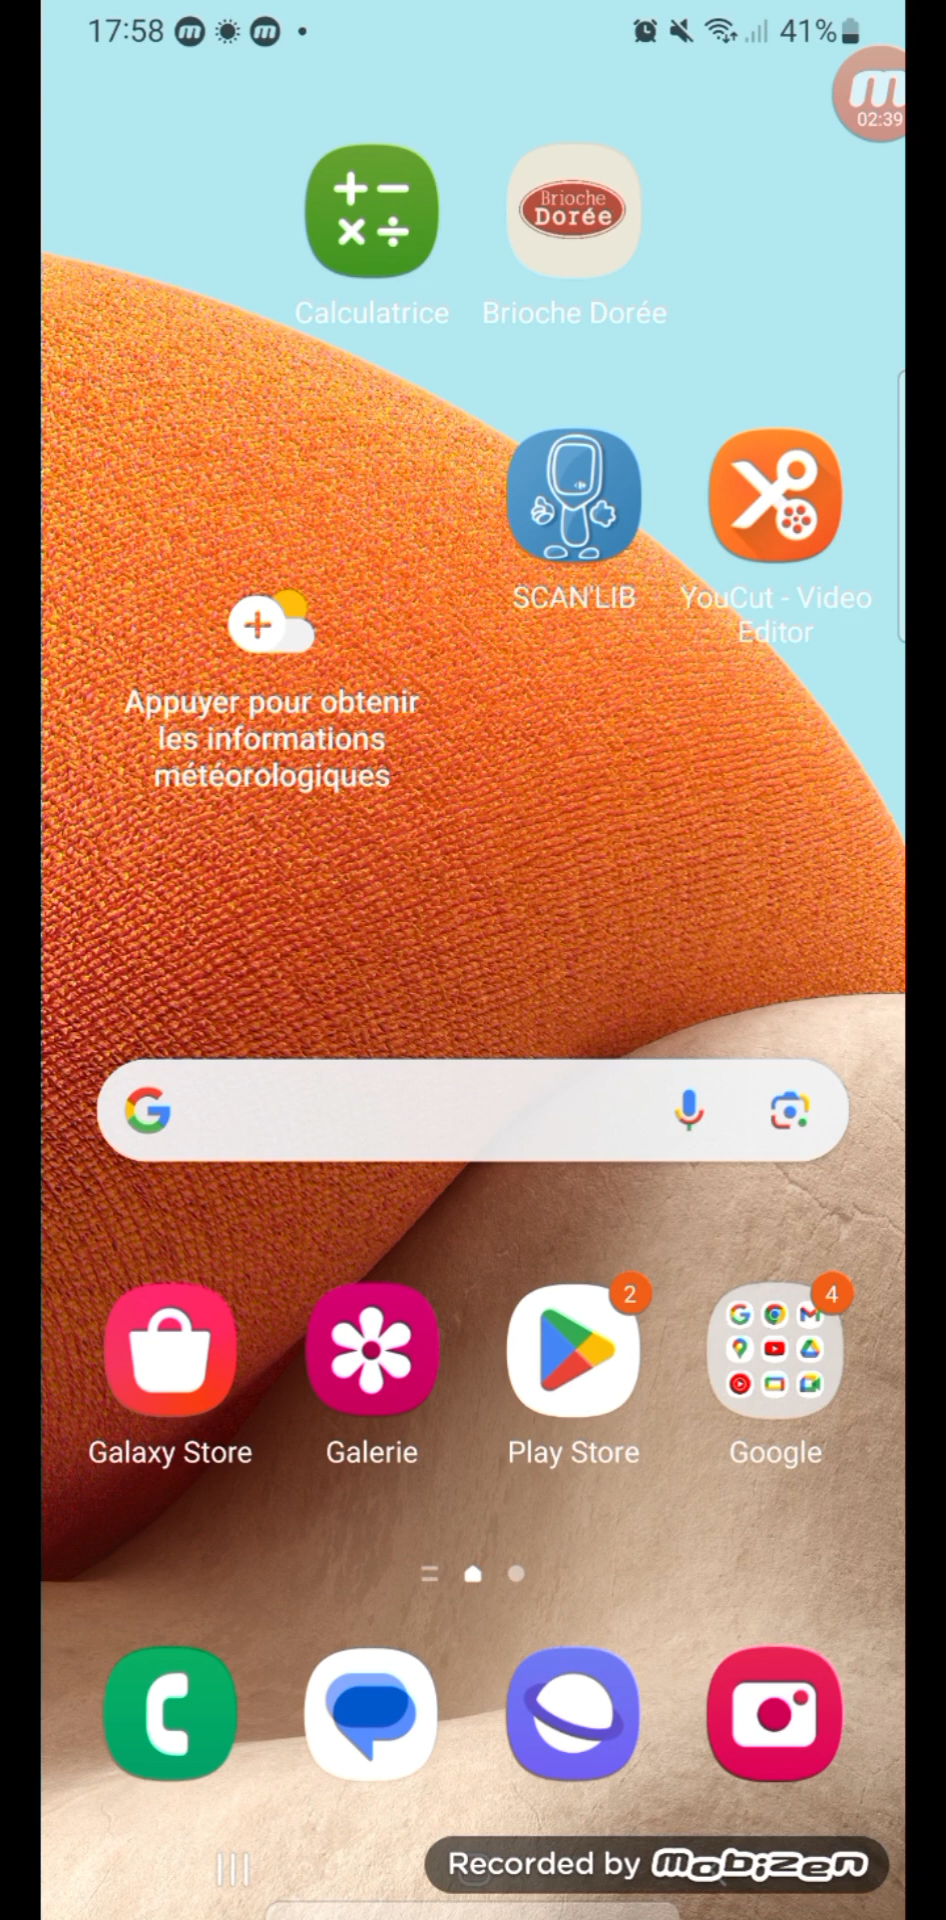 17:58
41%
02:39
Brioche
Dorée
Calculatrice
Brioche Dorée
SCAN'LIB
YouCut - Video
Editor
Appuyer pour obtenir
les informations
météorologiques
2
4
Galaxy Store
Galerie
Play Store
Google
Recorded by mobizen